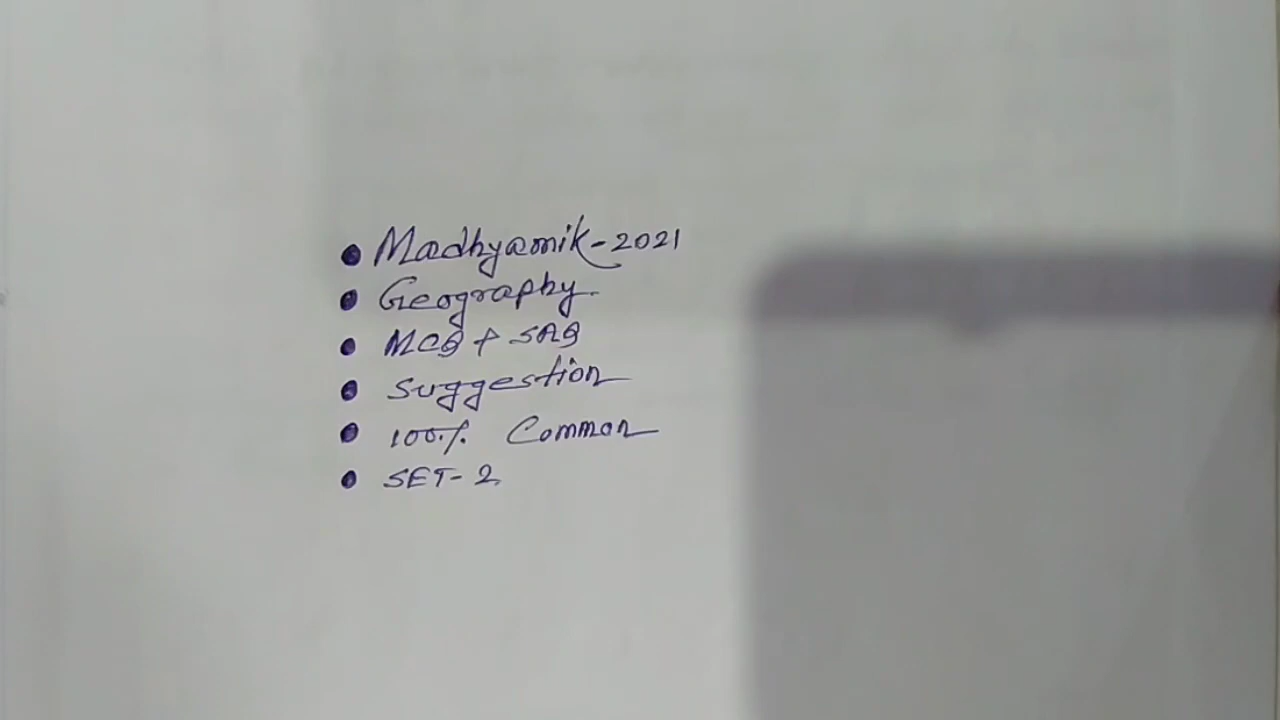 • Madhyamik-2021
• Geography.
• MCQ + SAQ
• Suggestion
• 100% Common
• SET-2.